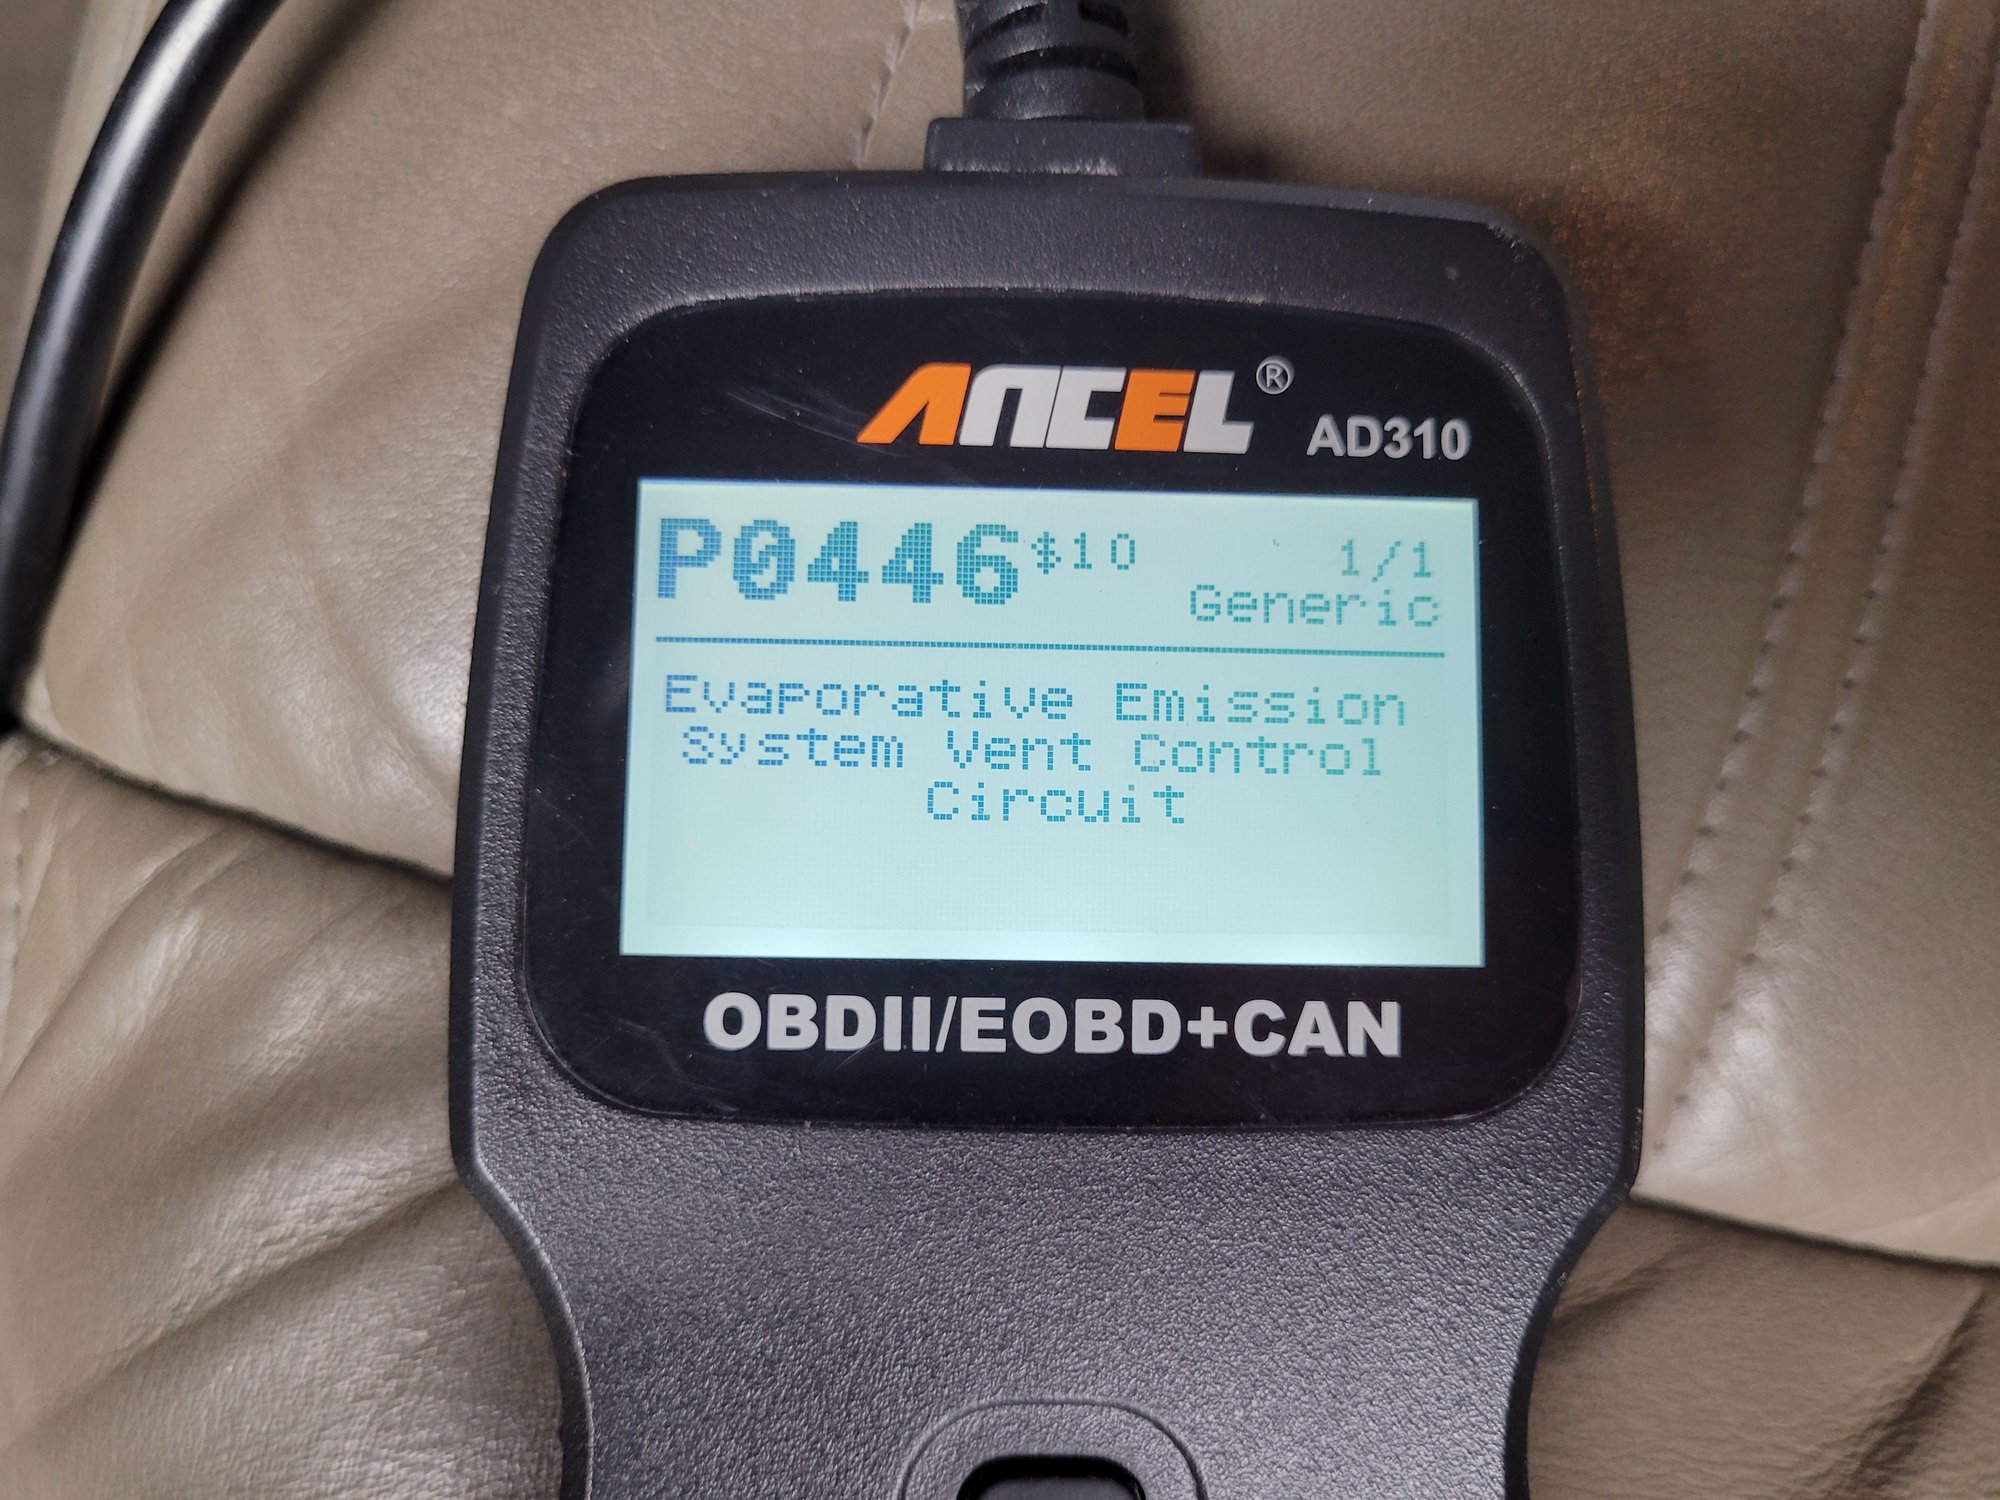 ANCEL®
AD310
P0446 $10 1/1
Generic
Evaporative Emission
System Vent Control
Circuit
OBDII/EOBD+CAN